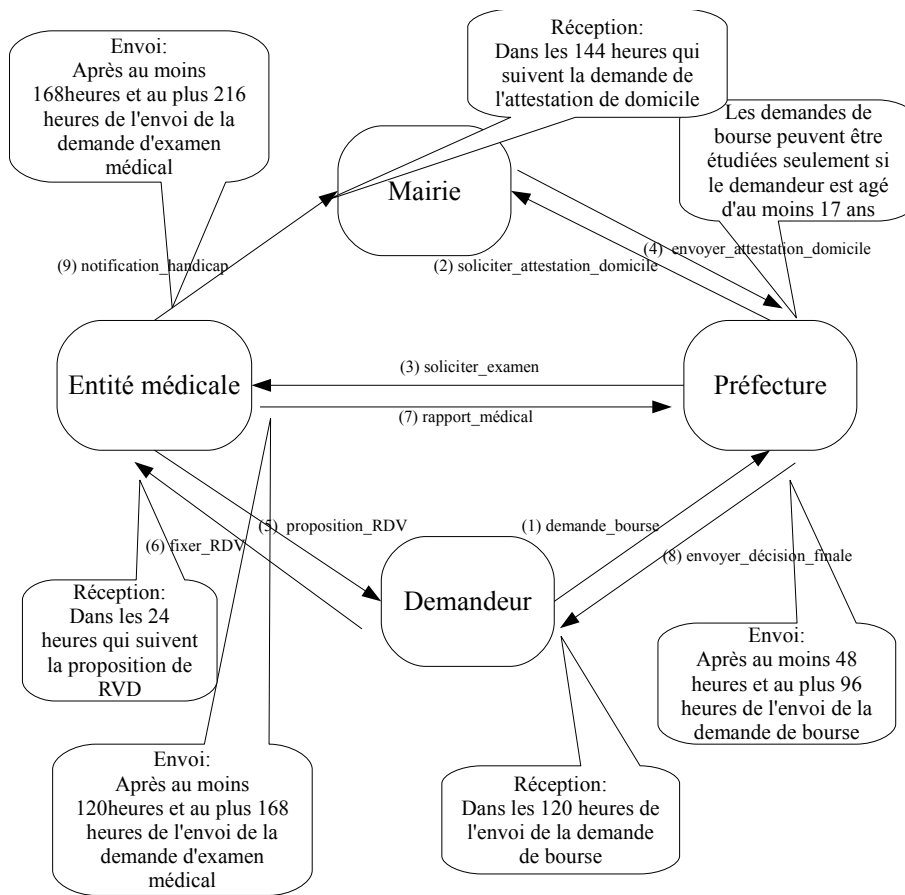 Envoi:
Après au moins
168heures et au plus 216
heures de l'envoi de la
demande d'examen
médical
Réception:
Dans les 144 heures qui
suivent la demande de
l'attestation de domicile
Les demandes de
bourse peuvent être
étudiées seulement si
le demandeur est agé
d'au moins 17 ans
Mairie
(9) notification_handicap
(2) soliciter_attestation_domicile
(4) envoyer_attestation_domicile
Entité médicale
(3) soliciter_examen
(7) rapport_médical
Préfecture
(5) proposition_RDV
(6) fixer_RDV
(1) demande_bourse
(8) envoyer_décision_finale
Demandeur
Réception:
Dans les 24
heures qui suivent
la proposition de
RVD
Envoi:
Après au moins 48
heures et au plus 96
heures de l'envoi de la
demande de bourse
Envoi:
Après au moins
120heures et au plus 168
heures de l'envoi de la
demande d'examen
médical
Réception:
Dans les 120 heures de
l'envoi de la demande
de bourse